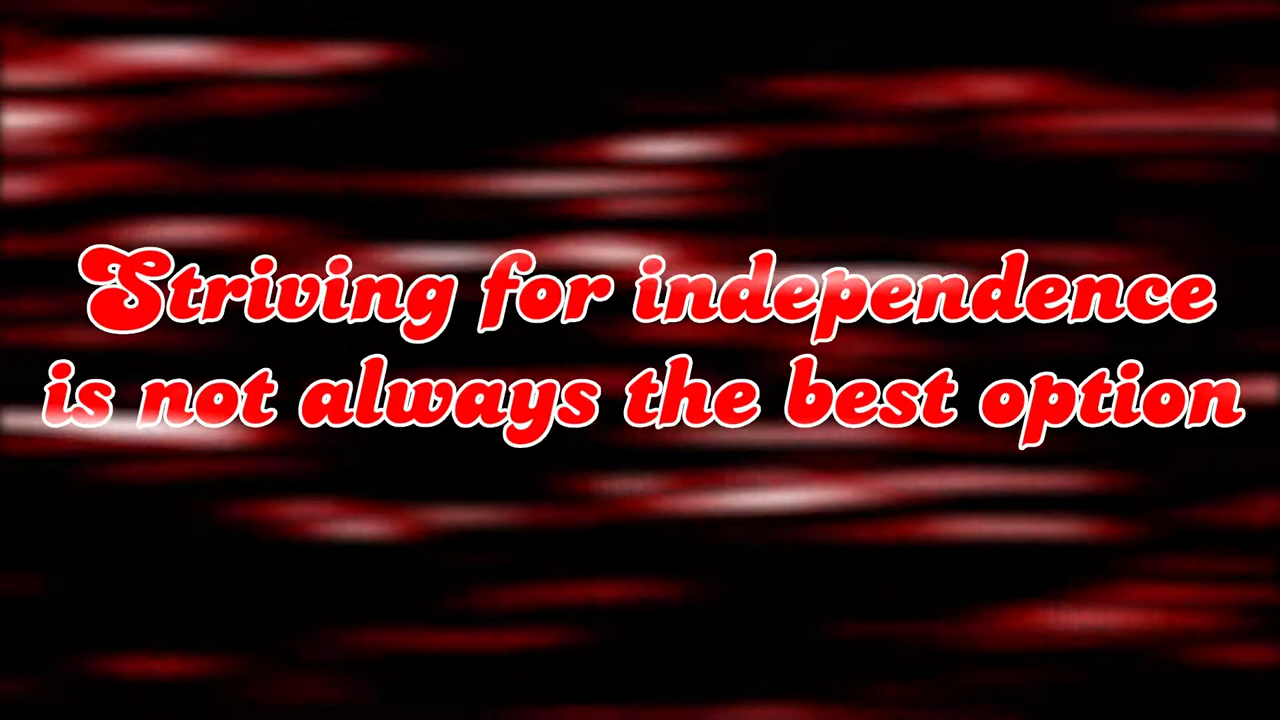 Striving for independence
is not always the best option